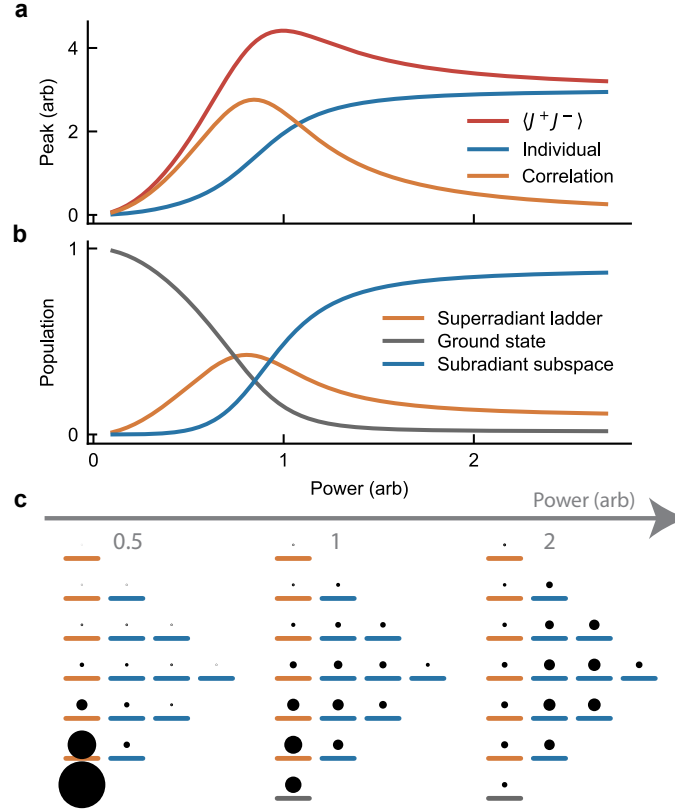 a
4
2
0
Peak (arb)
⟨J⁺J⁻⟩
Individual
Correlation
b
1
0
Population
Superradiant ladder
Ground state
Subradiant subspace
0 1 2
Power (arb)
c
Power (arb)
0.5 1 2